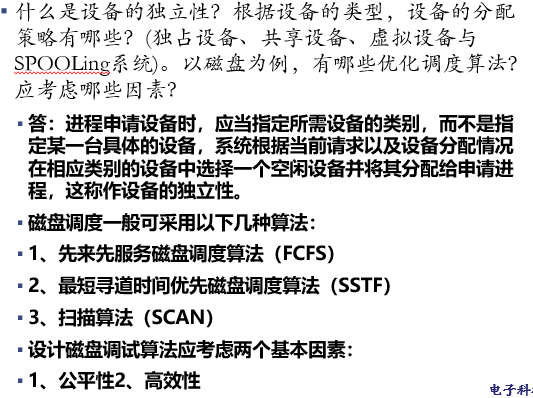 ▪ 什么是设备的独立性？根据设备的类型，设备的分配
策略有哪些？(独占设备、共享设备、虚拟设备与
SPOOLing系统)。以磁盘为例，有哪些优化调度算法？
应考虑哪些因素？
▪ 答：进程申请设备时，应当指定所需设备的类别，而不是指
定某一台具体的设备，系统根据当前请求以及设备分配情况
在相应类别的设备中选择一个空闲设备并将其分配给申请进
程，这称作设备的独立性。
▪ 磁盘调度一般可采用以下几种算法：
▪ 1、先来先服务磁盘调度算法（FCFS）
▪ 2、最短寻道时间优先磁盘调度算法（SSTF）
▪ 3、扫描算法（SCAN）
▪ 设计磁盘调试算法应考虑两个基本因素：
▪ 1、公平性2、高效性
电子科